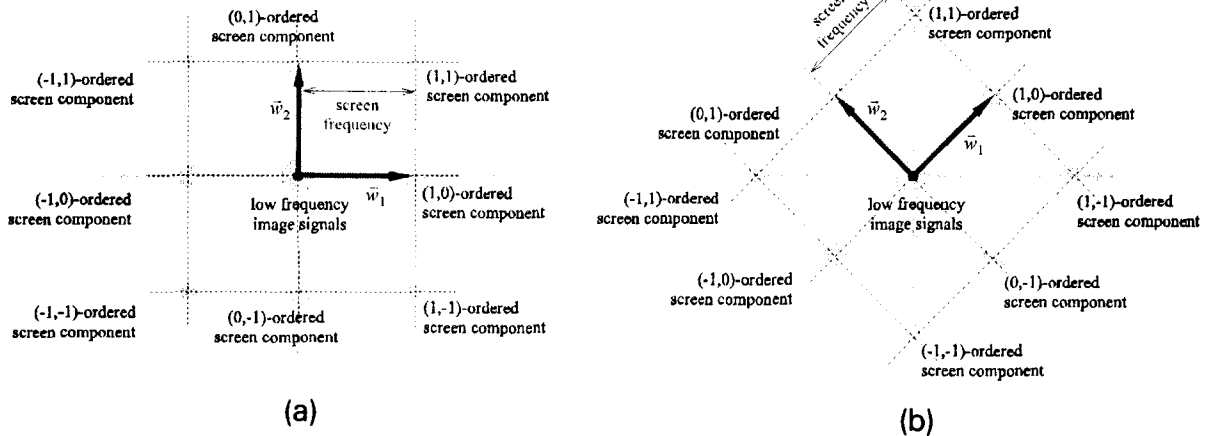 (0,1)-ordered
screen component
(-1,1)-ordered
screen component
(1,1)-ordered
screen component
w̄2
screen
frequency
(-1,0)-ordered
screen component
w̄1
(1,0)-ordered
screen component
low frequency
image signals
(-1,-1)-ordered
screen component
(0,-1)-ordered
screen component
(1,-1)-ordered
screen component
(a)
frequency
(1,1)-ordered
screen component
(0,1)-ordered
screen component
w̄2
(1,0)-ordered
screen component
w̄1
(-1,1)-ordered
screen component
low frequency
image signals
(1,-1)-ordered
screen component
(-1,0)-ordered
screen component
(0,-1)-ordered
screen component
(-1,-1)-ordered
screen component
(b)